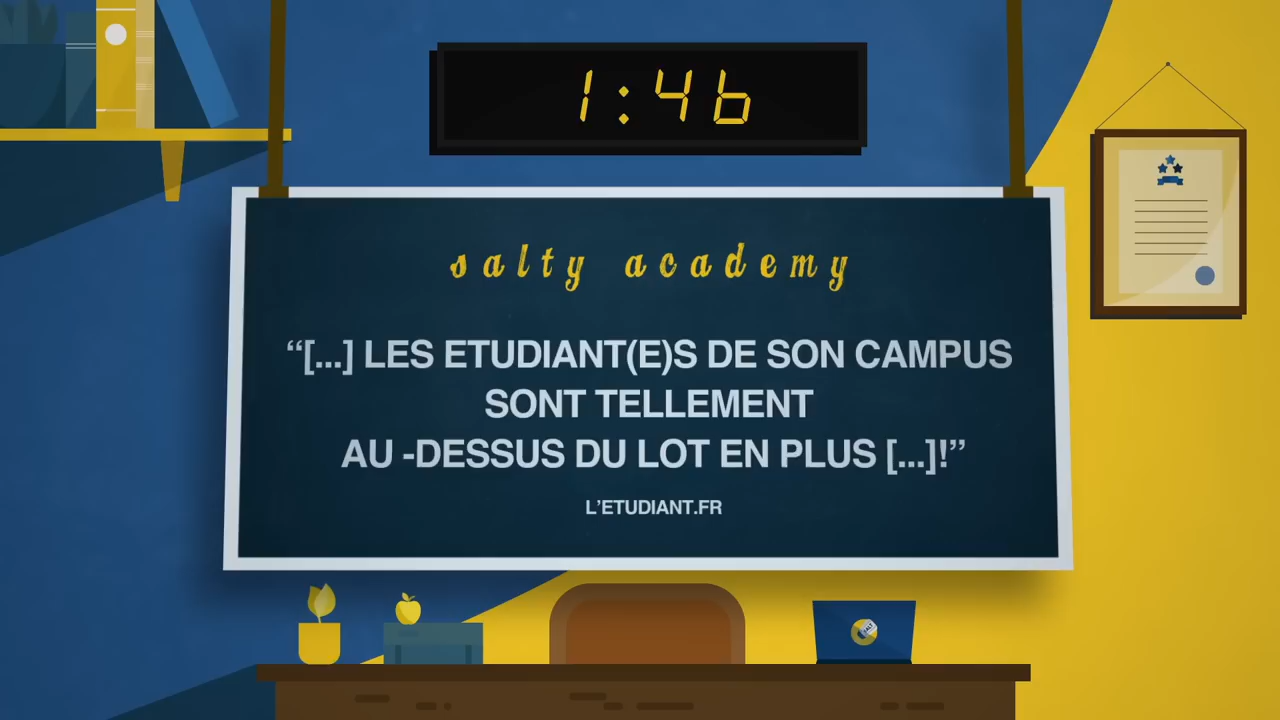 1:46
salty academy
“[...] LES ETUDIANT(E)S DE SON CAMPUS
SONT TELLEMENT
AU -DESSUS DU LOT EN PLUS [...]!”
L’ETUDIANT.FR